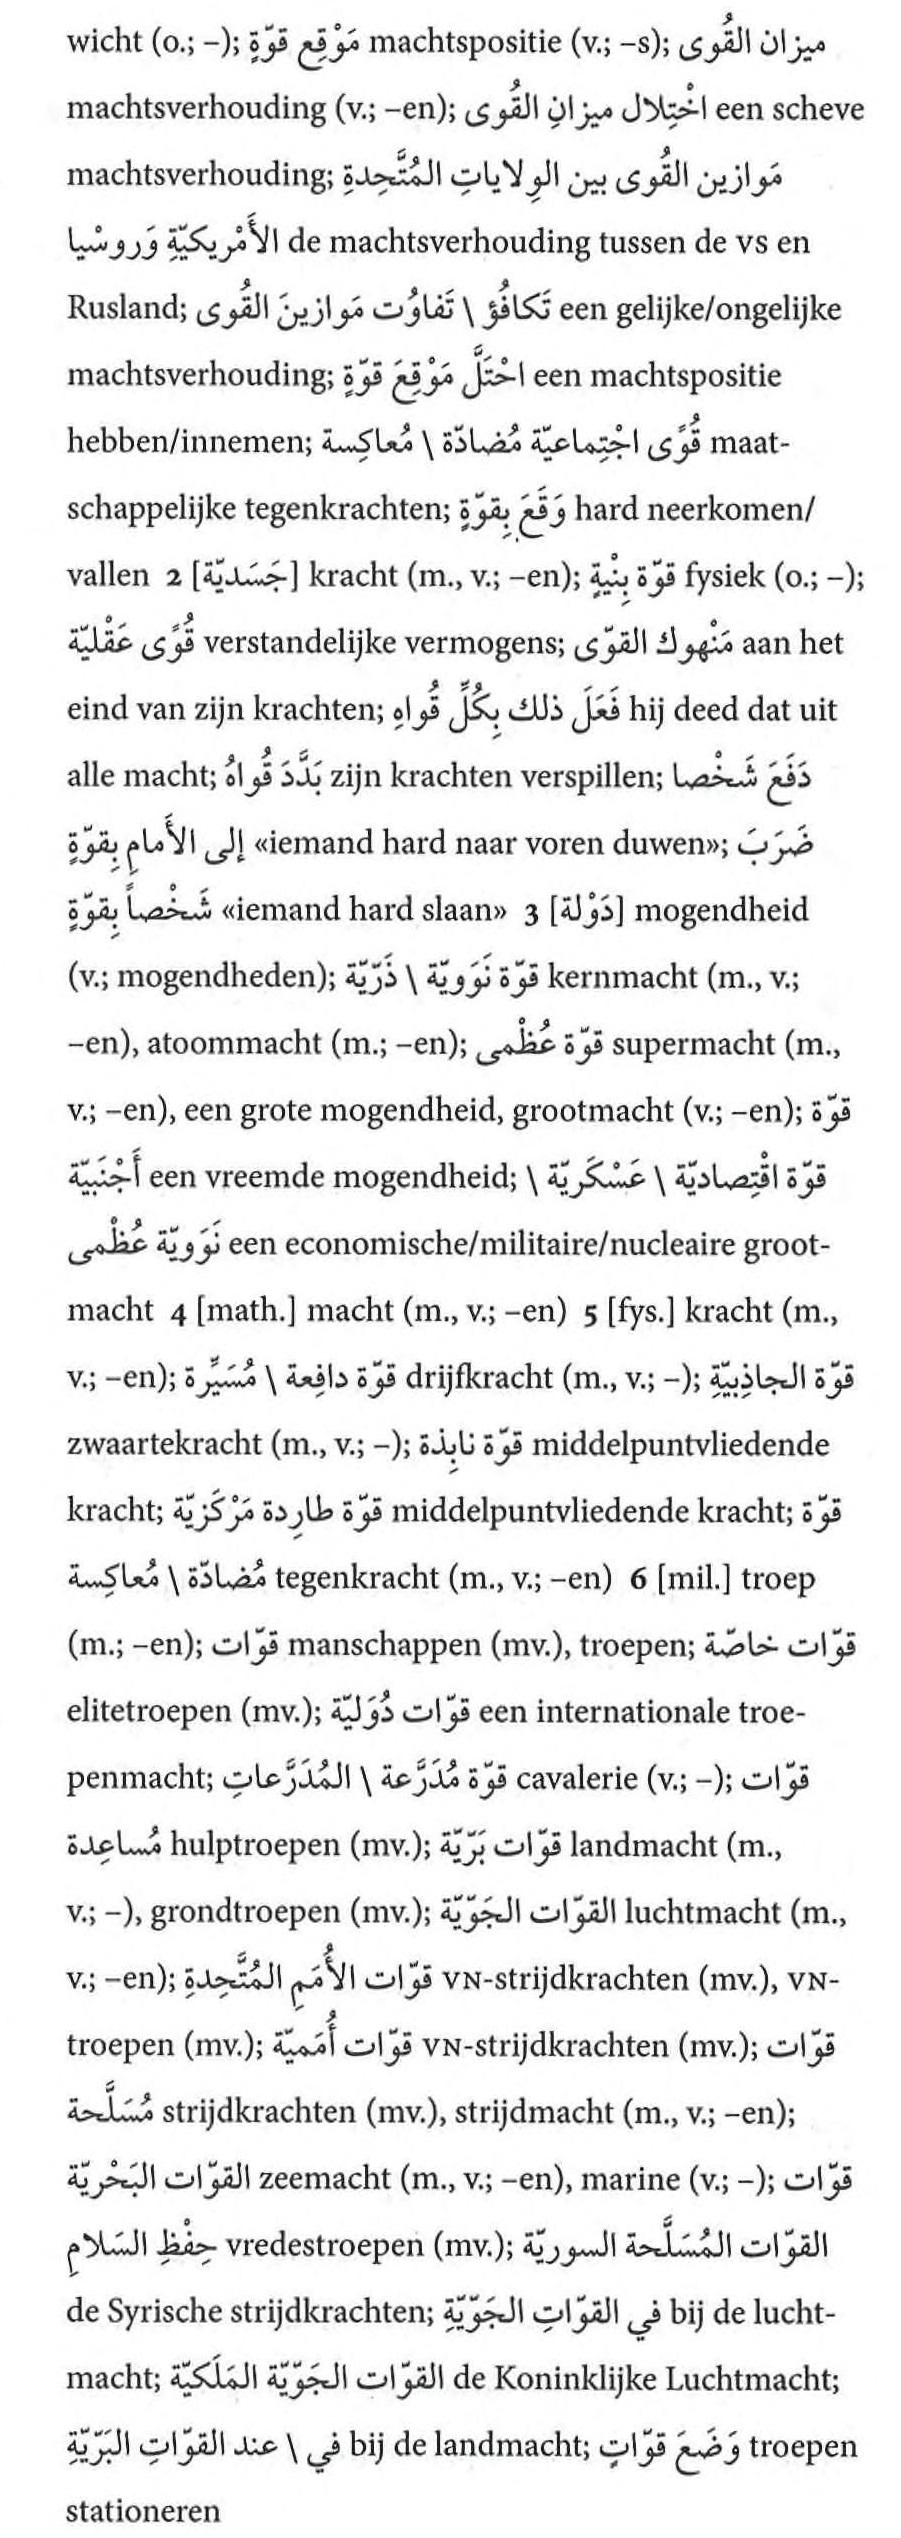 wicht (o.; –); مَوْقِع قوّةٍ machtspositie (v.; –s); ميزان القُوى
machtsverhouding (v.; –en); اخْتِلال ميزانِ القُوى een scheve
machtsverhouding; مَوازين القُوى بين الوِلاياتِ المُتَّحِدةِ
الأَمْريكيّةِ وَروسْيا de machtsverhouding tussen de vs en
Rusland; تَكافُؤ \ تَفاوُت مَوازينَ القُوى een gelijke/ongelijke
machtsverhouding; احْتَلَّ مَوْقِعَ قوّةٍ een machtspositie
hebben/innemen; قُوًى اجْتِماعيّة مُضادّة \ مُعاكِسة maat-
schappelijke tegenkrachten; وَقَعَ بِقوّةٍ hard neerkomen/
vallen 2 [جَسَديّة] kracht (m., v.; –en); قوّة بِنْيةٍ fysiek (o.; –);
قُوًى عَقْليّة verstandelijke vermogens; مَنْهوك القوّى aan het
eind van zijn krachten; فَعَلَ ذلك بِكُلِّ قُواهِ hij deed dat uit
alle macht; بَدَّدَ قُواهُ zijn krachten verspillen; دَفَعَ شَخْصا
إلى الأَمامِ بِقوّةٍ «iemand hard naar voren duwen»; ضَرَبَ
شَخْصاً بِقوّةٍ «iemand hard slaan» 3 [دَوْلة] mogendheid
(v.; mogendheden); قوّة نَوَويّة \ ذَرّيّة kernmacht (m., v.;
–en), atoommacht (m.; –en); قوّة عُظْمى supermacht (m.,
v.; –en), een grote mogendheid, grootmacht (v.; –en); قوّة
أَجْنَبيّة een vreemde mogendheid; قوّة اقْتِصاديّة \ عَسْكَريّة \
نَوَويّة عُظْمى een economische/militaire/nucleaire groot-
macht 4 [math.] macht (m., v.; –en) 5 [fys.] kracht (m.,
v.; –en); قوّة دافِعة \ مُسَيِّرة drijfkracht (m., v.; –); قوّة الجاذِبيّةِ
zwaartekracht (m., v.; –); قوّة نابِذة middelpuntvliedende
kracht; قوّة طارِدة مَرْكَزيّة middelpuntvliedende kracht; قوّة
مُضادّة \ مُعاكِسة tegenkracht (m., v.; –en) 6 [mil.] troep
(m.; –en); قوّات manschappen (mv.), troepen; قوّات خاصّة
elitetroepen (mv.); قوّات دُوَليّة een internationale troe-
penmacht; قوّة مُدَرَّعة \ المُدَرَّعاتِ cavalerie (v.; –); قوّات
مُساعِدة hulptroepen (mv.); قوّات بَرّيّة landmacht (m.,
v.; –), grondtroepen (mv.); القوّات الجَوّيّة luchtmacht (m.,
v.; –en); قوّات الأُمَمِ المُتَّحِدةِ VN-strijdkrachten (mv.), VN-
troepen (mv.); قوّات أُمَميّة VN-strijdkrachten (mv.); قوّات
مُسَلَّحة strijdkrachten (mv.), strijdmacht (m., v.; –en);
القوّات البَحْريّة zeemacht (m., v.; –en), marine (v.; –); قوّات
حِفْظِ السَلامِ vredestroepen (mv.); القوّات المُسَلَّحة السوريّة
de Syrische strijdkrachten; في القوّاتِ الجَوّيّةِ bij de lucht-
macht; القوّات الجَوّيّة المَلَكيّة de Koninklijke Luchtmacht;
في \ عند القوّاتِ البَرّيّةِ bij de landmacht; وَضَعَ قوّاتٍ troepen
stationeren